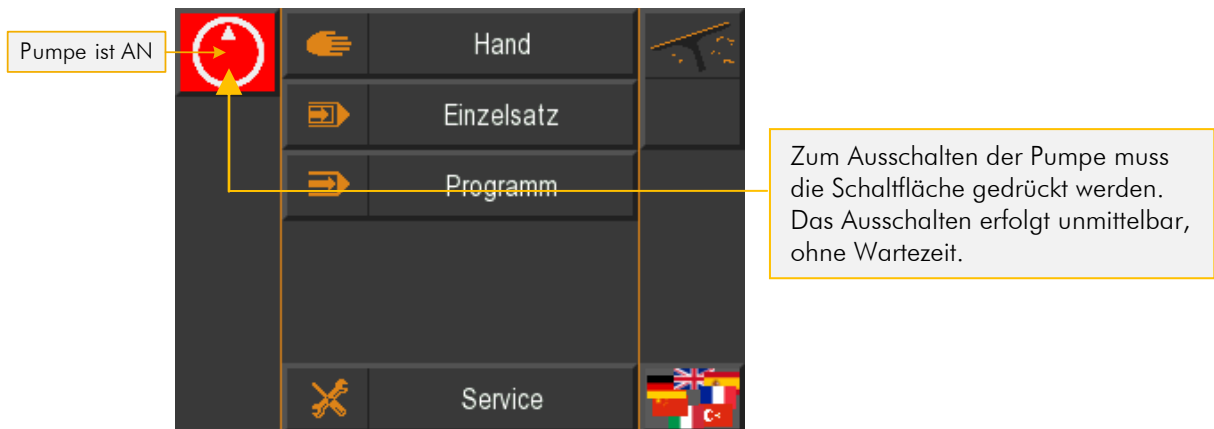 Pumpe ist AN
Hand
Einzelsatz
Programm
Service
Zum Ausschalten der Pumpe muss
die Schaltfläche gedrückt werden.
Das Ausschalten erfolgt unmittelbar,
ohne Wartezeit.